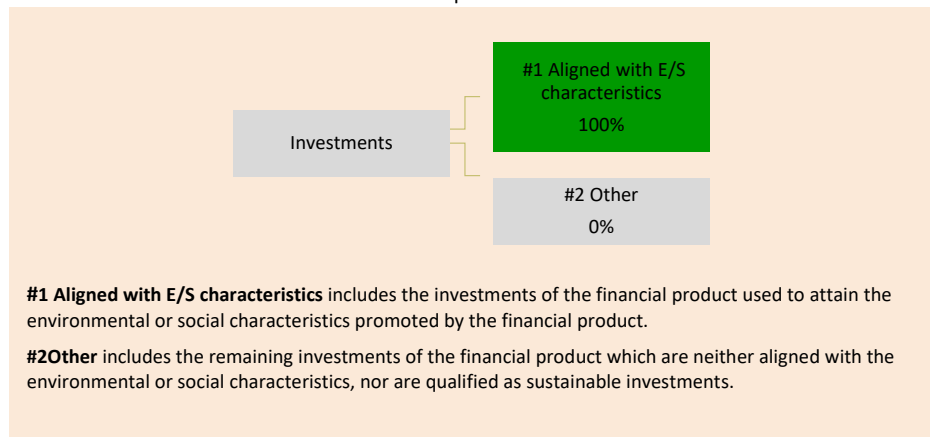 #1 Aligned with E/S
characteristics
100%
Investments
#2 Other
0%
#1 Aligned with E/S characteristics includes the investments of the financial product used to attain the
environmental or social characteristics promoted by the financial product.
#2Other includes the remaining investments of the financial product which are neither aligned with the
environmental or social characteristics, nor are qualified as sustainable investments.